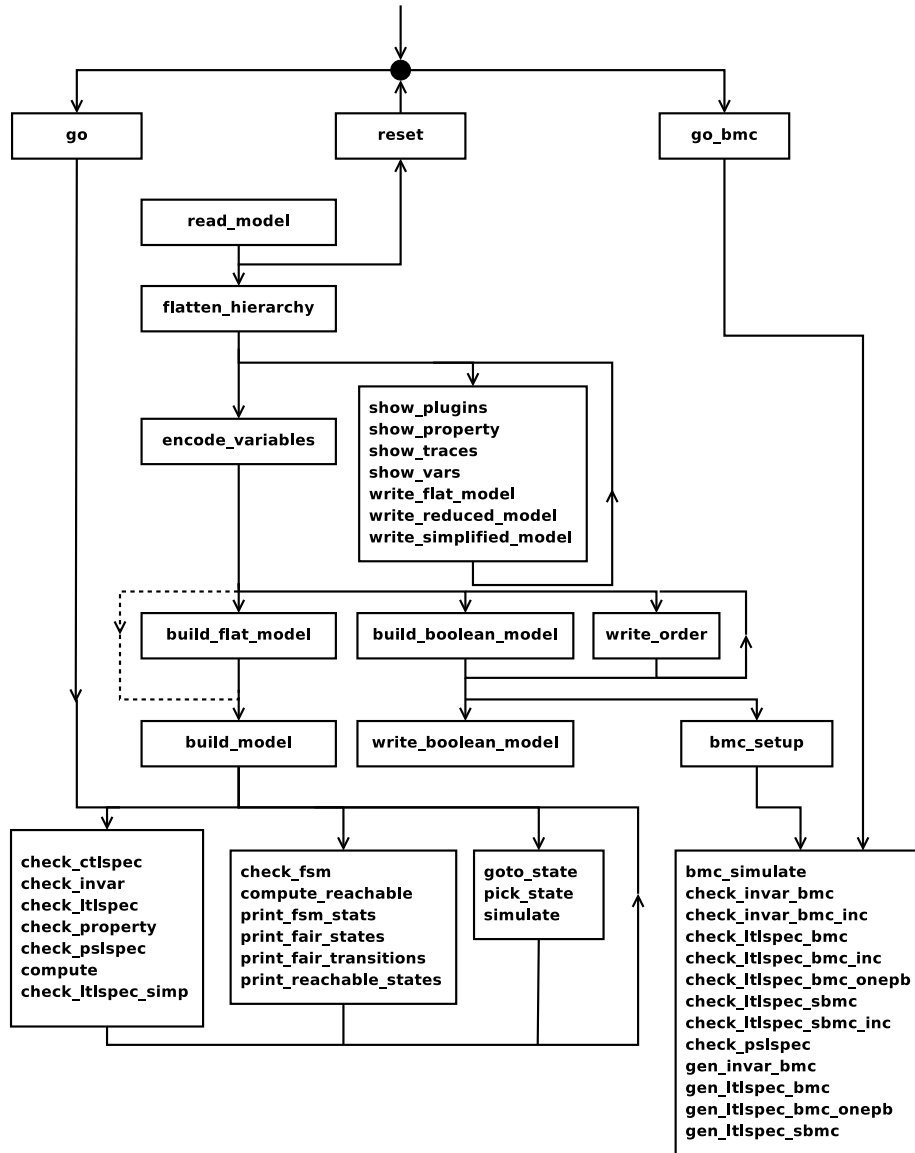 go
reset
go_bmc
read_model
flatten_hierarchy
encode_variables
show_plugins
show_property
show_traces
show_vars
write_flat_model
write_reduced_model
write_simplified_model
build_flat_model
build_boolean_model
write_order
build_model
write_boolean_model
bmc_setup
check_ctlspec
check_invar
check_ltlspec
check_property
check_pslspec
compute
check_ltlspec_simp
check_fsm
compute_reachable
print_fsm_stats
print_fair_states
print_fair_transitions
print_reachable_states
goto_state
pick_state
simulate
bmc_simulate
check_invar_bmc
check_invar_bmc_inc
check_ltlspec_bmc
check_ltlspec_bmc_inc
check_ltlspec_bmc_onepb
check_ltlspec_sbmc
check_ltlspec_sbmc_inc
check_pslspec
gen_invar_bmc
gen_ltlspec_bmc
gen_ltlspec_bmc_onepb
gen_ltlspec_sbmc